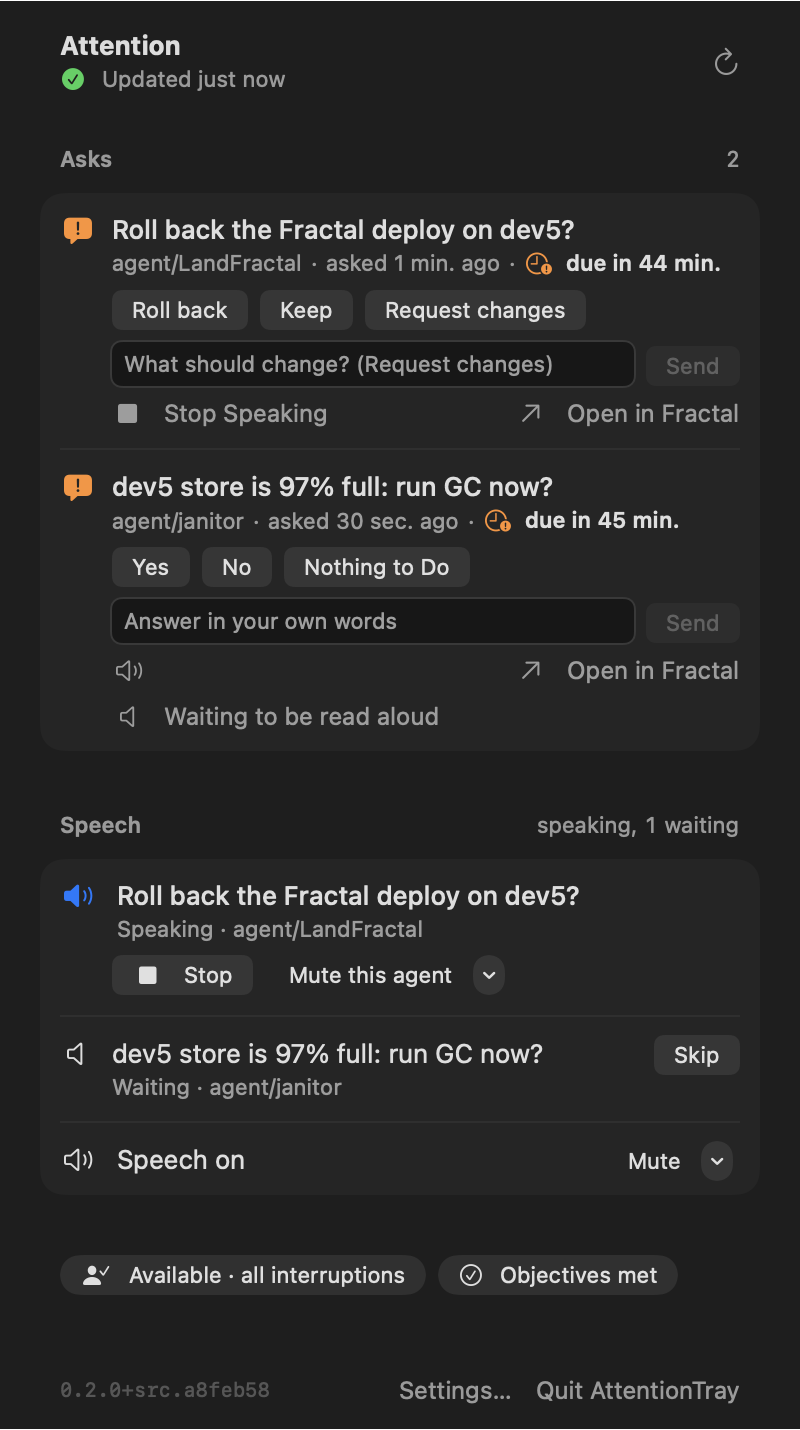 Attention
Updated just now
Asks 2
Roll back the Fractal deploy on dev5?
agent/LandFractal · asked 1 min. ago · due in 44 min.
Roll back Keep Request changes
What should change? (Request changes) Send
Stop Speaking Open in Fractal
dev5 store is 97% full: run GC now?
agent/janitor · asked 30 sec. ago · due in 45 min.
Yes No Nothing to Do
Answer in your own words Send
Open in Fractal
Waiting to be read aloud
Speech speaking, 1 waiting
Roll back the Fractal deploy on dev5?
Speaking · agent/LandFractal
Stop Mute this agent
dev5 store is 97% full: run GC now? Skip
Waiting · agent/janitor
Speech on Mute
Available · all interruptions Objectives met
0.2.0+src.a8feb58 Settings... Quit AttentionTray